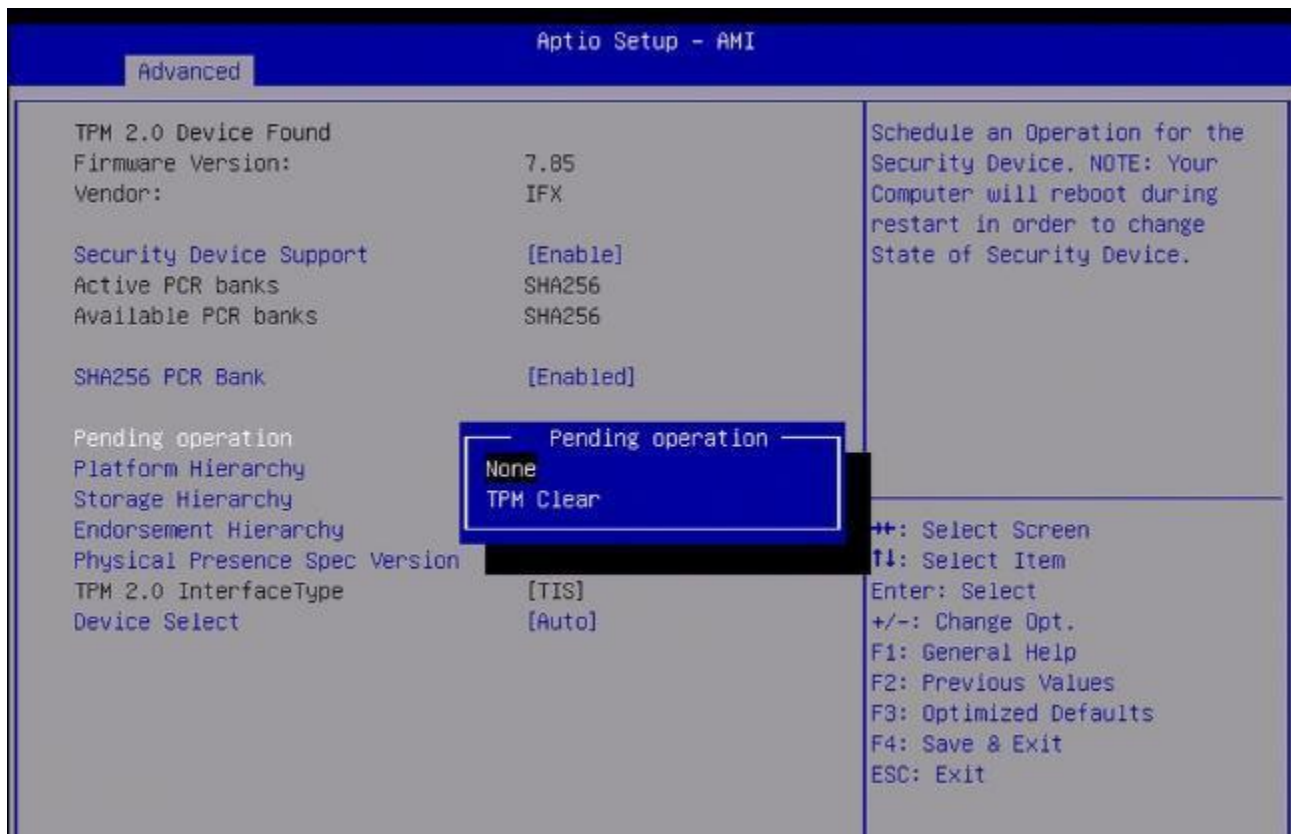 Aptio Setup - AMI
Advanced
TPM 2.0 Device Found
Firmware Version: 7.85
Vendor: IFX
Security Device Support [Enable]
Active PCR banks SHA256
Available PCR banks SHA256
SHA256 PCR Bank [Enabled]
Pending operation
Platform Hierarchy
Storage Hierarchy
Endorsement Hierarchy
Physical Presence Spec Version
TPM 2.0 InterfaceType [TIS]
Device Select [Auto]
Pending operation
None
TPM Clear
Schedule an Operation for the
Security Device. NOTE: Your
Computer will reboot during
restart in order to change
State of Security Device.
→←: Select Screen
↑↓: Select Item
Enter: Select
+/-: Change Opt.
F1: General Help
F2: Previous Values
F3: Optimized Defaults
F4: Save & Exit
ESC: Exit